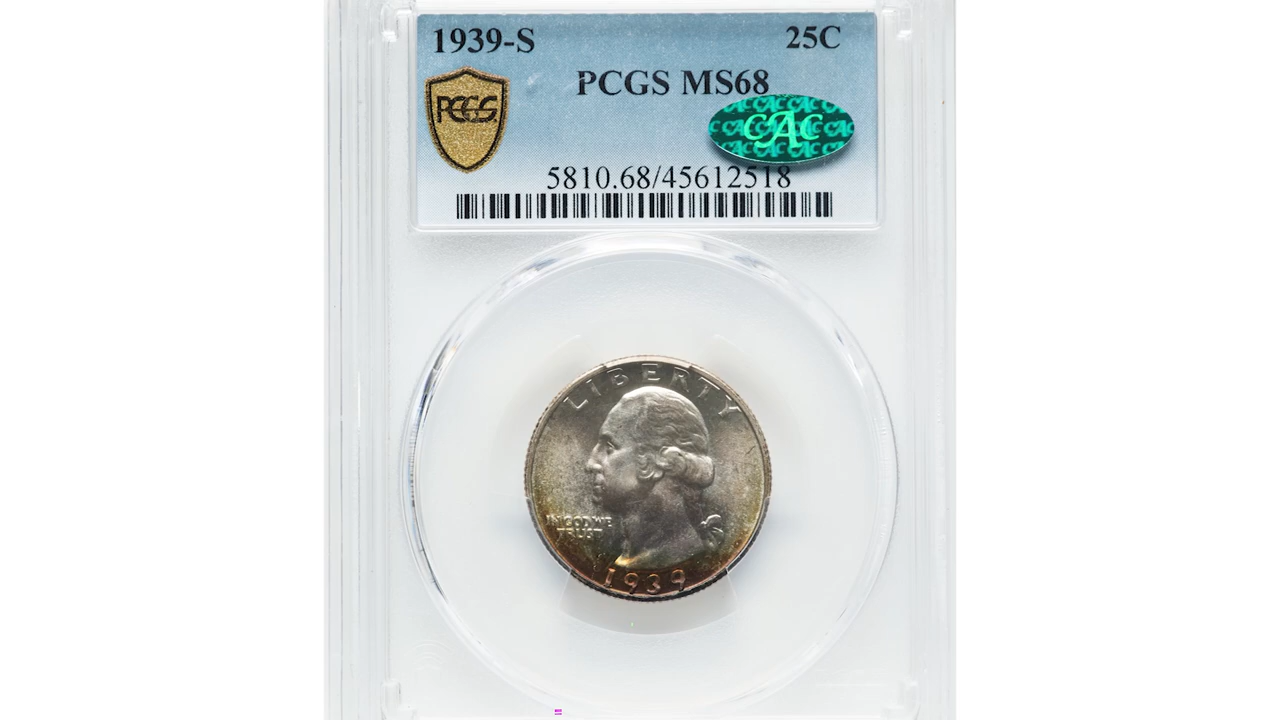 1939-S 25C
PCGS MS68
PCGS
CAC
5810.68/45612518
LIBERTY
IN GOD WE
TRUST
1939